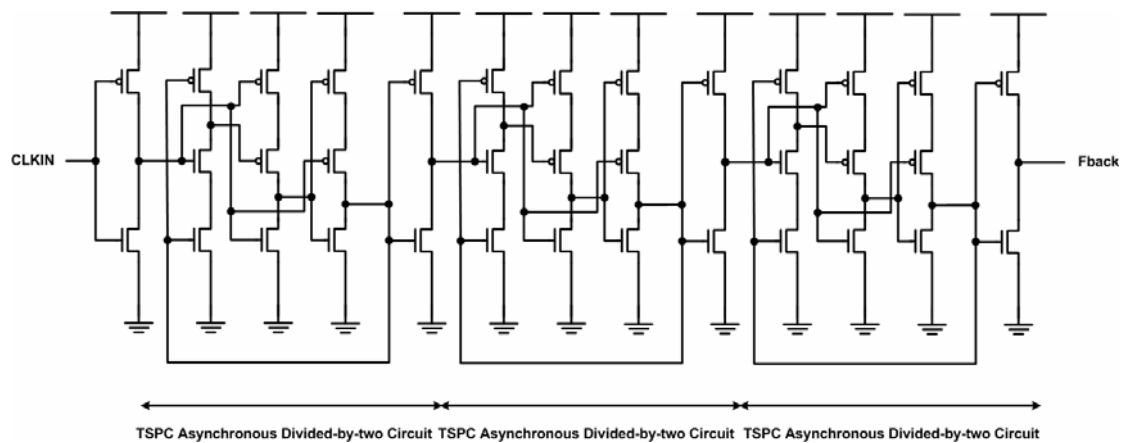 CLKIN
Fback
TSPC Asynchronous Divided-by-two Circuit TSPC Asynchronous Divided-by-two Circuit TSPC Asynchronous Divided-by-two Circuit